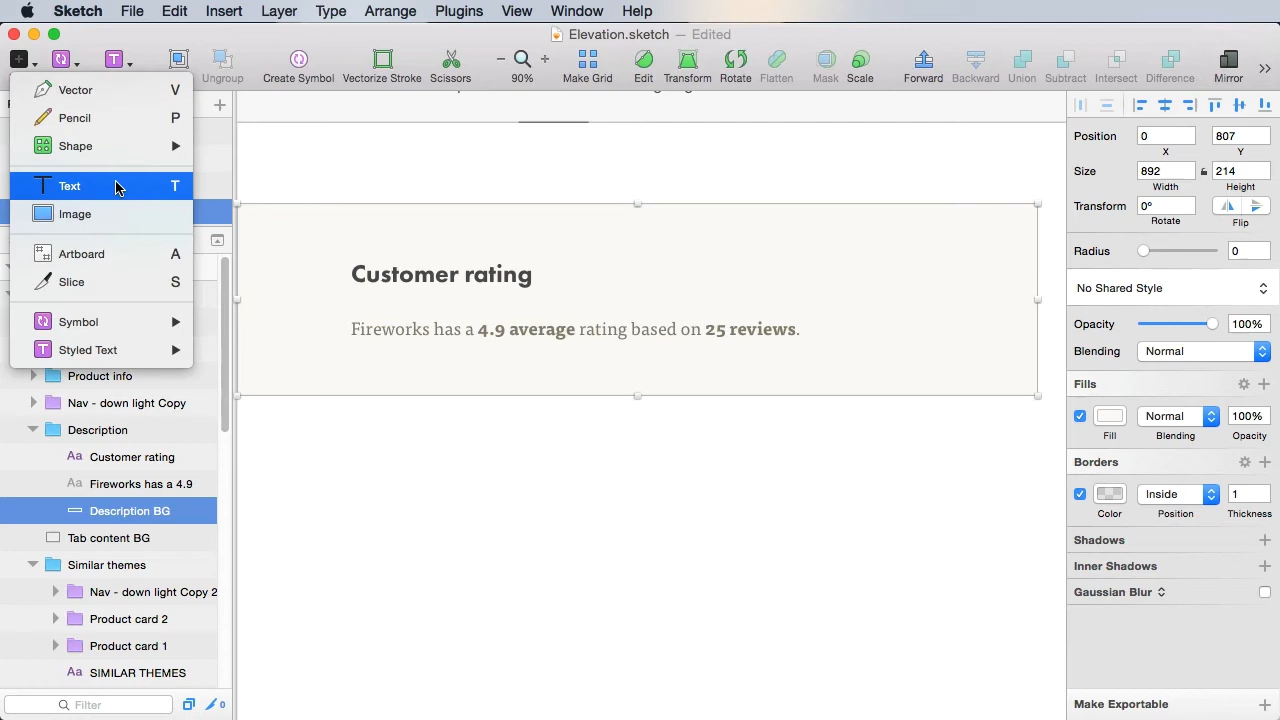 Sketch File Edit Insert Layer Type Arrange Plugins View Window Help
Elevation.sketch — Edited
Ungroup Create Symbol Vectorize Stroke Scissors 90% Make Grid Edit Transform Rotate Flatten Mask Scale Forward Backward Union Subtract Intersect Difference Mirror
Vector V
Pencil P
Shape
Text T
Image
Artboard A
Slice S
Symbol
Styled Text
Product info
Nav - down light Copy
Description
Aa Customer rating
Aa Fireworks has a 4.9
Description BG
Tab content BG
Similar themes
Nav - down light Copy 2
Product card 2
Product card 1
Aa SIMILAR THEMES
Filter
0
Customer rating
Fireworks has a 4.9 average rating based on 25 reviews.
Position 0 807
X Y
Size 892 214
Width Height
Transform 0°
Rotate Flip
Radius 0
No Shared Style
Opacity 100%
Blending Normal
Fills
Normal 100%
Fill Blending Opacity
Borders
Inside 1
Color Position Thickness
Shadows
Inner Shadows
Gaussian Blur
Make Exportable